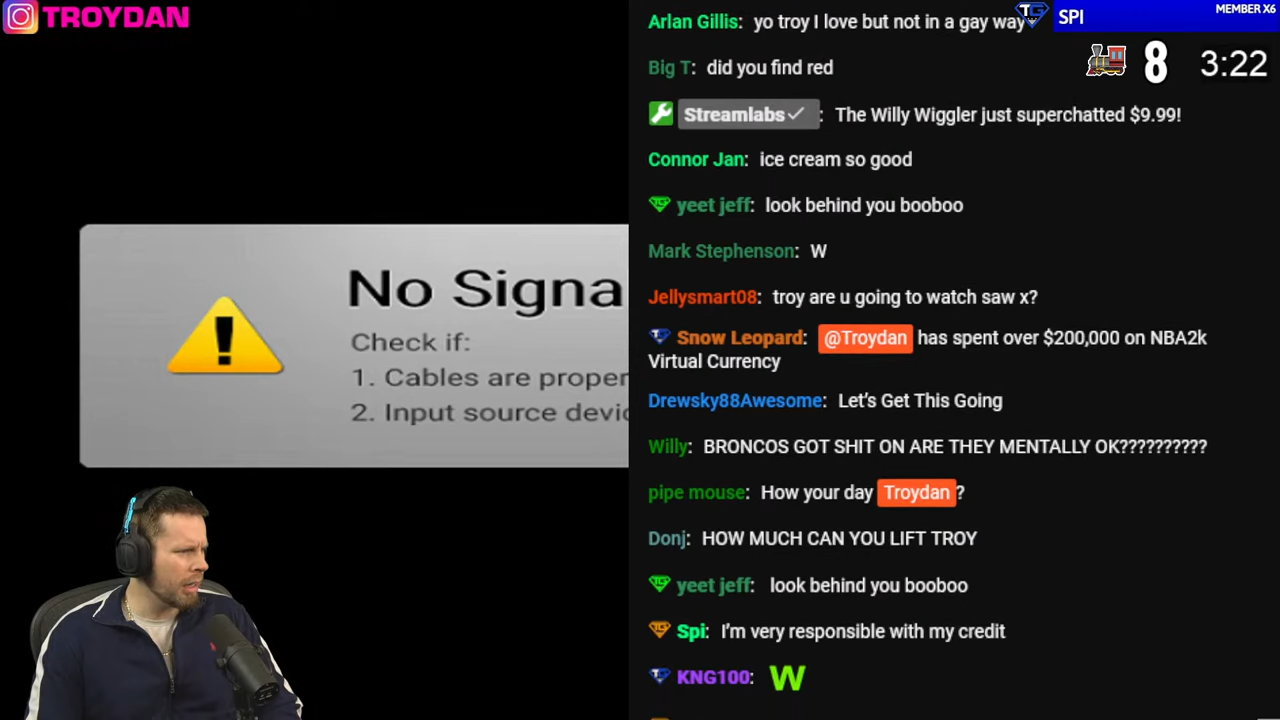 TROYDAN
No Signa
Check if:
1. Cables are proper
2. Input source devic
SPI
MEMBER X6
8 3:22
Arlan Gillis: yo troy I love but not in a gay way
Big T: did you find red
Streamlabs: The Willy Wiggler just superchatted $9.99!
Connor Jan: ice cream so good
yeet jeff: look behind you booboo
Mark Stephenson: W
Jellysmart08: troy are u going to watch saw x?
Snow Leopard: @Troydan has spent over $200,000 on NBA2k
Virtual Currency
Drewsky88Awesome: Let’s Get This Going
Willy: BRONCOS GOT SHIT ON ARE THEY MENTALLY OK??????????
pipe mouse: How your day Troydan ?
Donj: HOW MUCH CAN YOU LIFT TROY
yeet jeff: look behind you booboo
Spi: I’m very responsible with my credit
KNG100: W